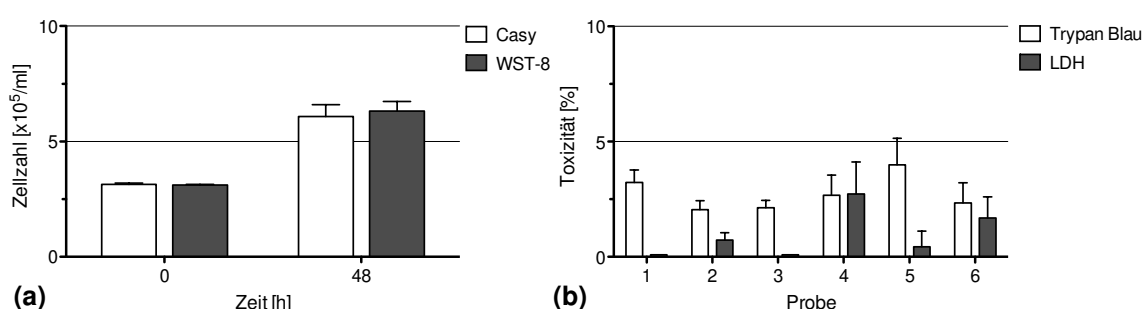 10
5
0
Zellzahl [x10⁵/ml]
0
48
Zeit [h]
(a)
Casy
WST-8
10
5
0
Toxizität [%]
1
2
3
4
5
6
Probe
(b)
Trypan Blau
LDH